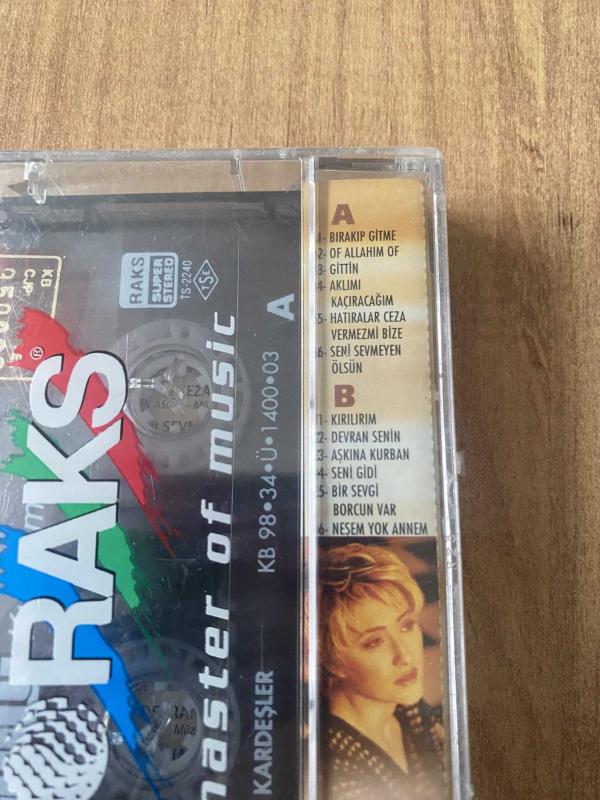 A
1- BIRAKIP GİTME
2- OF ALLAHIM OF
3- GİTTİN
4- AKLIMI
KAÇIRACAĞIM
5- HATIRALAR CEZA
VERMEZMİ BİZE
6- SENİ SEVMEYEN
ÖLSÜN
B
1- KIRILIRIM
2- DEVRAN SENİN
3- AŞKINA KURBAN
4- SENİ GİDİ
5- BİR SEVGİ
BORCUN VAR
6- NEŞEM YOK ANNEM
RAKS
SUPER
STEREO
TS-2240
TSE
A
RAKS®
master of music
KB 98•34•Ü•1400•03
KARDEŞLER
KB